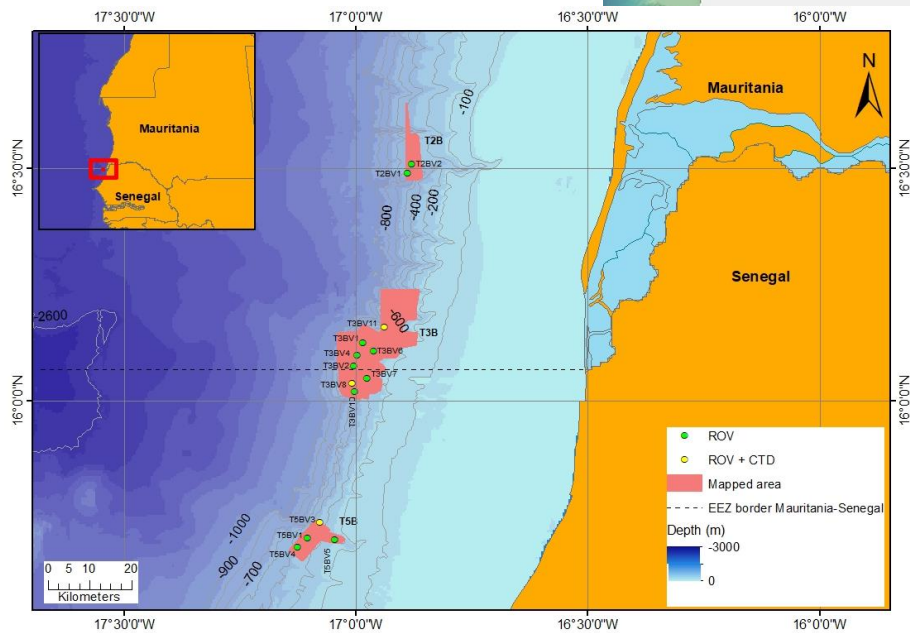 17°30'0"W 17°0'0"W 16°30'0"W 16°0'0"W
Mauritania
Senegal
N
Mauritania
Senegal
-100
T2B
T2BV2
T2BV1
-800
-400
-200
16°30'0"N
16°30'0"N
-2600
-600
T3BV11
T3B
T3BV1
T3BV6
T3BV4
T3BV2
T3BV7
T3BV8
T3BV10
16°0'0"N
16°0'0"N
T5BV3
T5B
T5BV1
T5BV4
T5BV5
-1000
-900
-700
0 5 10 20
Kilometers
ROV
ROV + CTD
Mapped area
EEZ border Mauritania-Senegal
Depth (m)
-3000
0
17°30'0"W 17°0'0"W 16°30'0"W 16°0'0"W